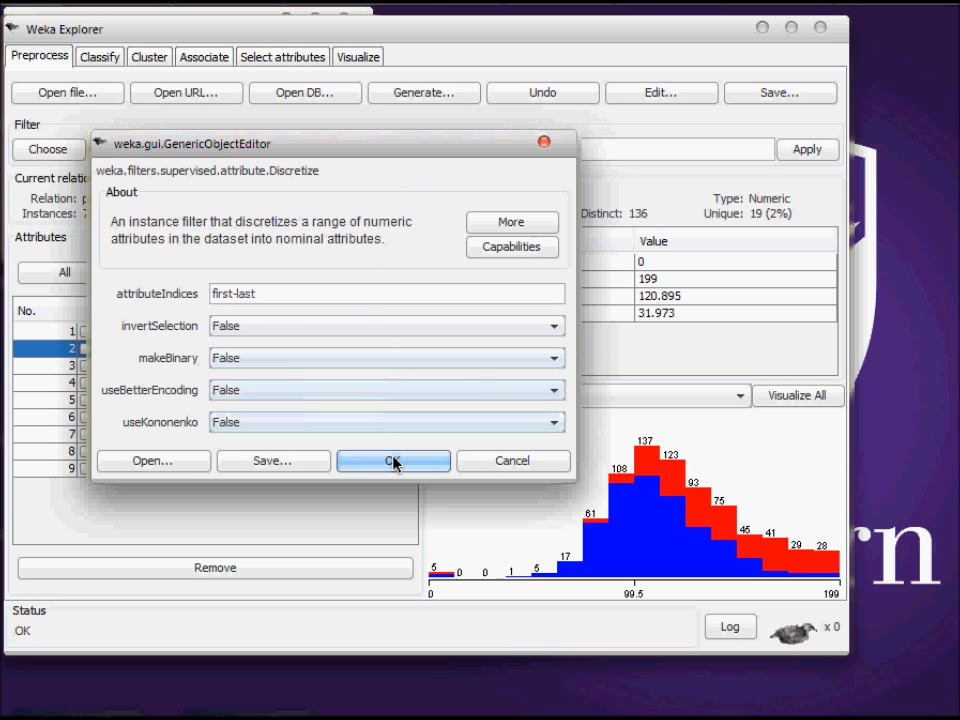 Weka Explorer
Preprocess Classify Cluster Associate Select attributes Visualize
Open file... Open URL... Open DB... Generate... Undo Edit... Save...
Filter
Choose Apply
weka.gui.GenericObjectEditor
weka.filters.supervised.attribute.Discretize
About
An instance filter that discretizes a range of numeric
attributes in the dataset into nominal attributes.
More
Capabilities
attributeIndices first-last
invertSelection False
makeBinary False
useBetterEncoding False
useKononenko False
Open... Save... OK Cancel
Current relati
Relation: p
Instances: 7
Attributes
All
No.
1
2
3
4
5
6
7
8
9
Remove
Type: Numeric
Distinct: 136 Unique: 19 (2%)
Value
0
199
120.895
31.973
Visualize All
5 0 0 1 5 17 61 108 137 123 93 75 45 41 29 28
0 99.5 199
Status
OK
Log x 0
rn